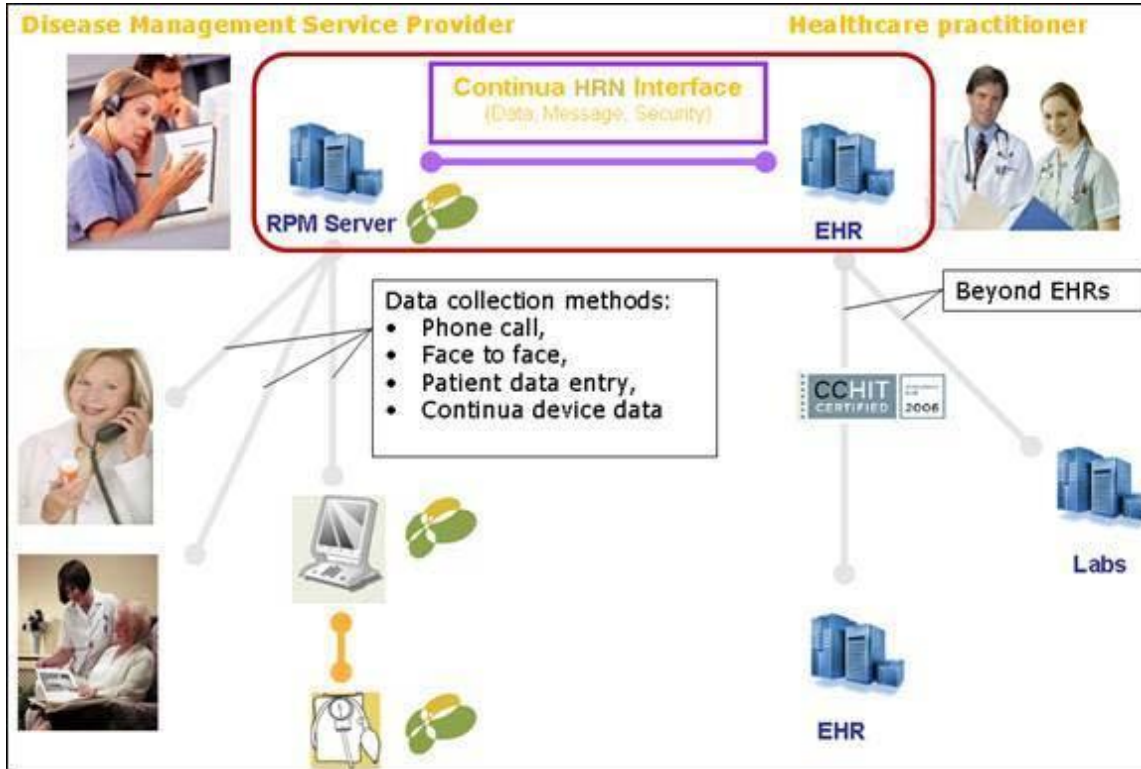 Disease Management Service Provider
Healthcare practitioner
Continua HRN Interface
(Data, Message, Security)
RPM Server
EHR
Data collection methods:
• Phone call,
• Face to face,
• Patient data entry,
• Continua device data
Beyond EHRs
CCHIT
CERTIFIED
2006
Labs
EHR